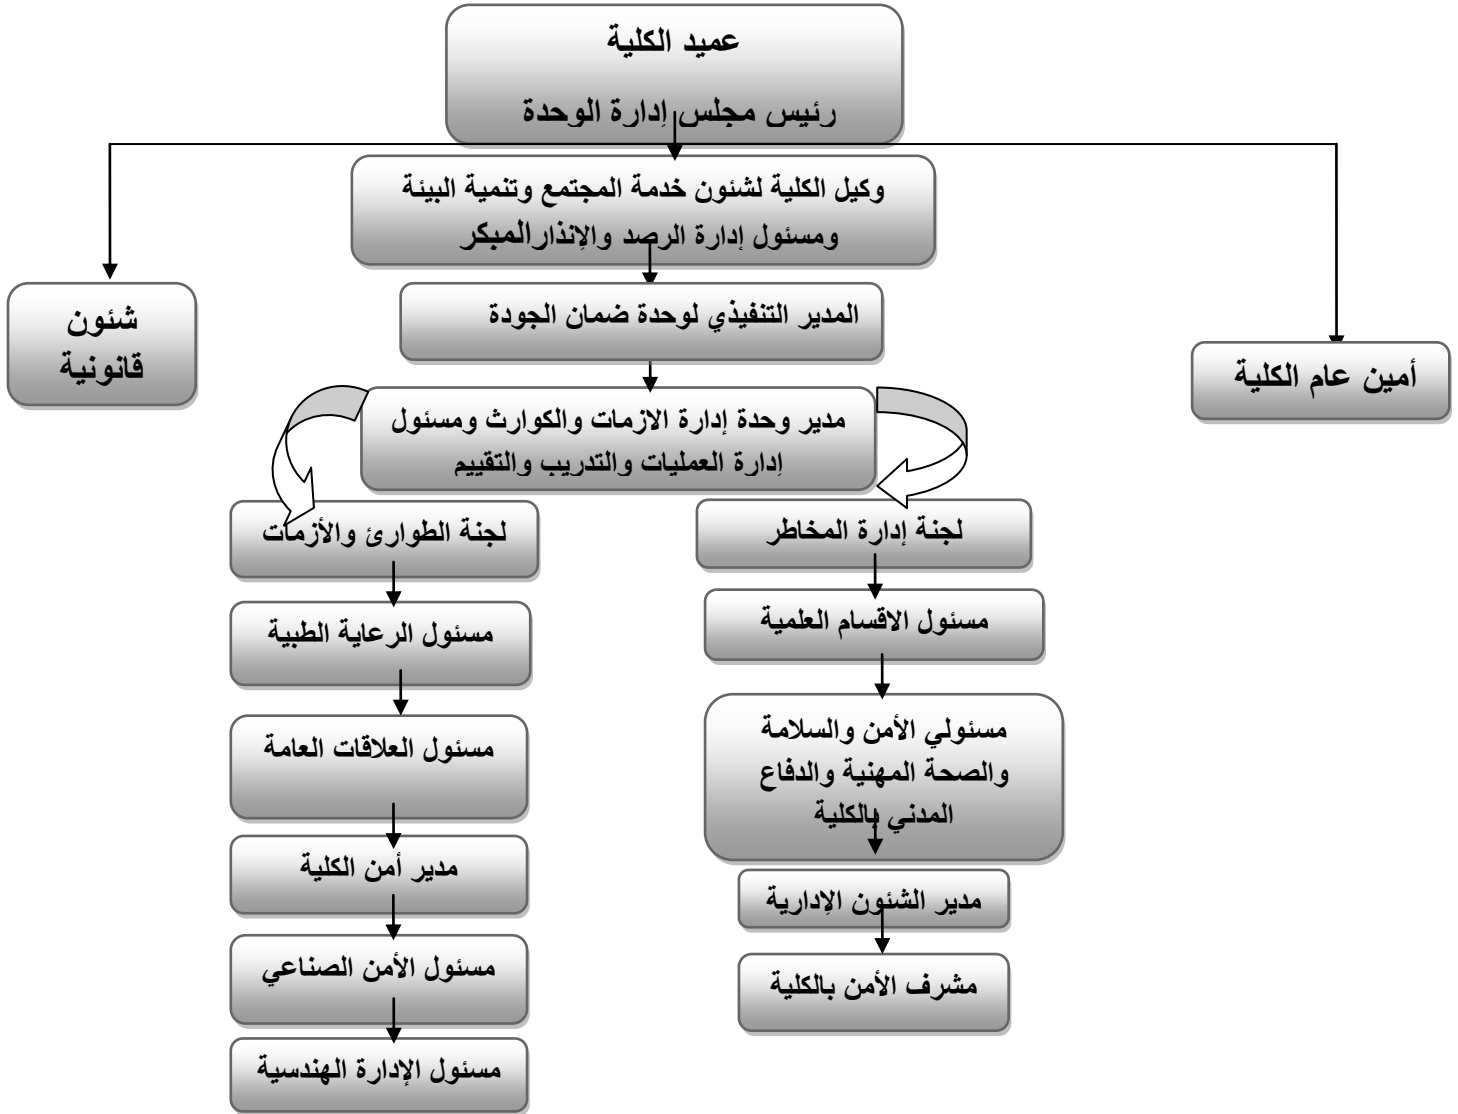 عميد الكلية
رئيس مجلس إدارة الوحدة
وكيل الكلية لشئون خدمة المجتمع وتنمية البيئة
ومسئول إدارة الرصد والإنذار المبكر
شئون
قانونية
المدير التنفيذي لوحدة ضمان الجودة
أمين عام الكلية
مدير وحدة إدارة الازمات والكوارث ومسئول
إدارة العمليات والتدريب والتقييم
لجنة إدارة المخاطر
مسئول الاقسام العلمية
مسئولي الأمن والسلامة
والصحة المهنية والدفاع
المدني بالكلية
مدير الشئون الإدارية
مشرف الأمن بالكلية
لجنة الطوارئ والأزمات
مسئول الرعاية الطبية
مسئول العلاقات العامة
مدير أمن الكلية
مسئول الأمن الصناعي
مسئول الإدارة الهندسية